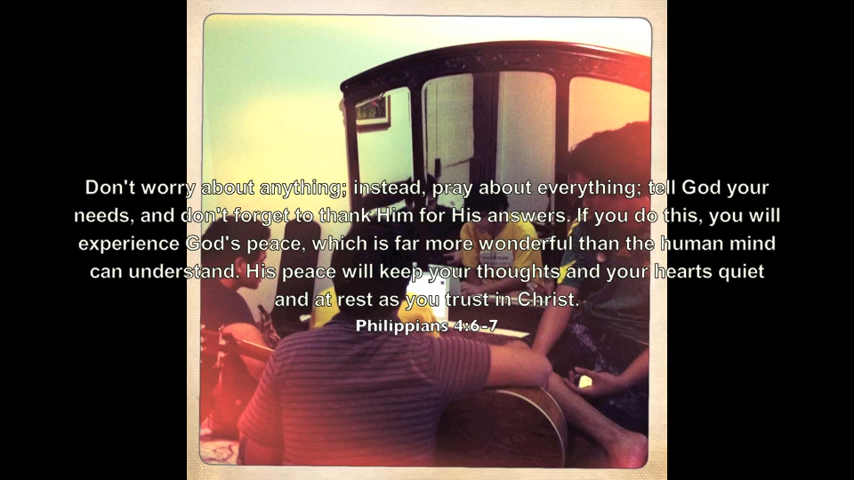 Don't worry about anything; instead, pray about everything; tell God your
needs, and don't forget to thank Him for His answers. If you do this, you will
experience God's peace, which is far more wonderful than the human mind
can understand. His peace will keep your thoughts and your hearts quiet
and at rest as you trust in Christ.
Philippians 4:6-7